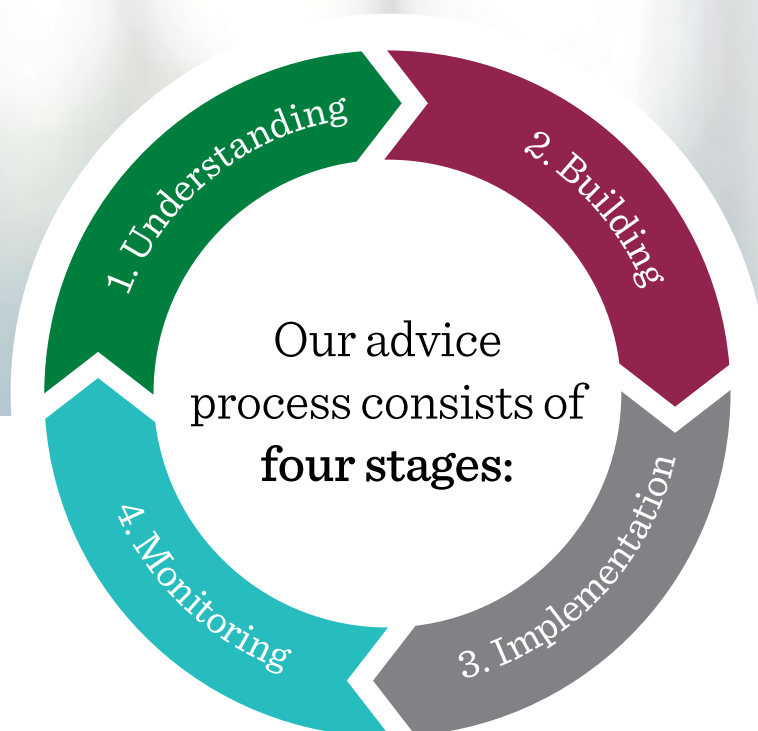 Our advice
process consists of
four stages:
1. Understanding
2. Building
3. Implementation
4. Monitoring